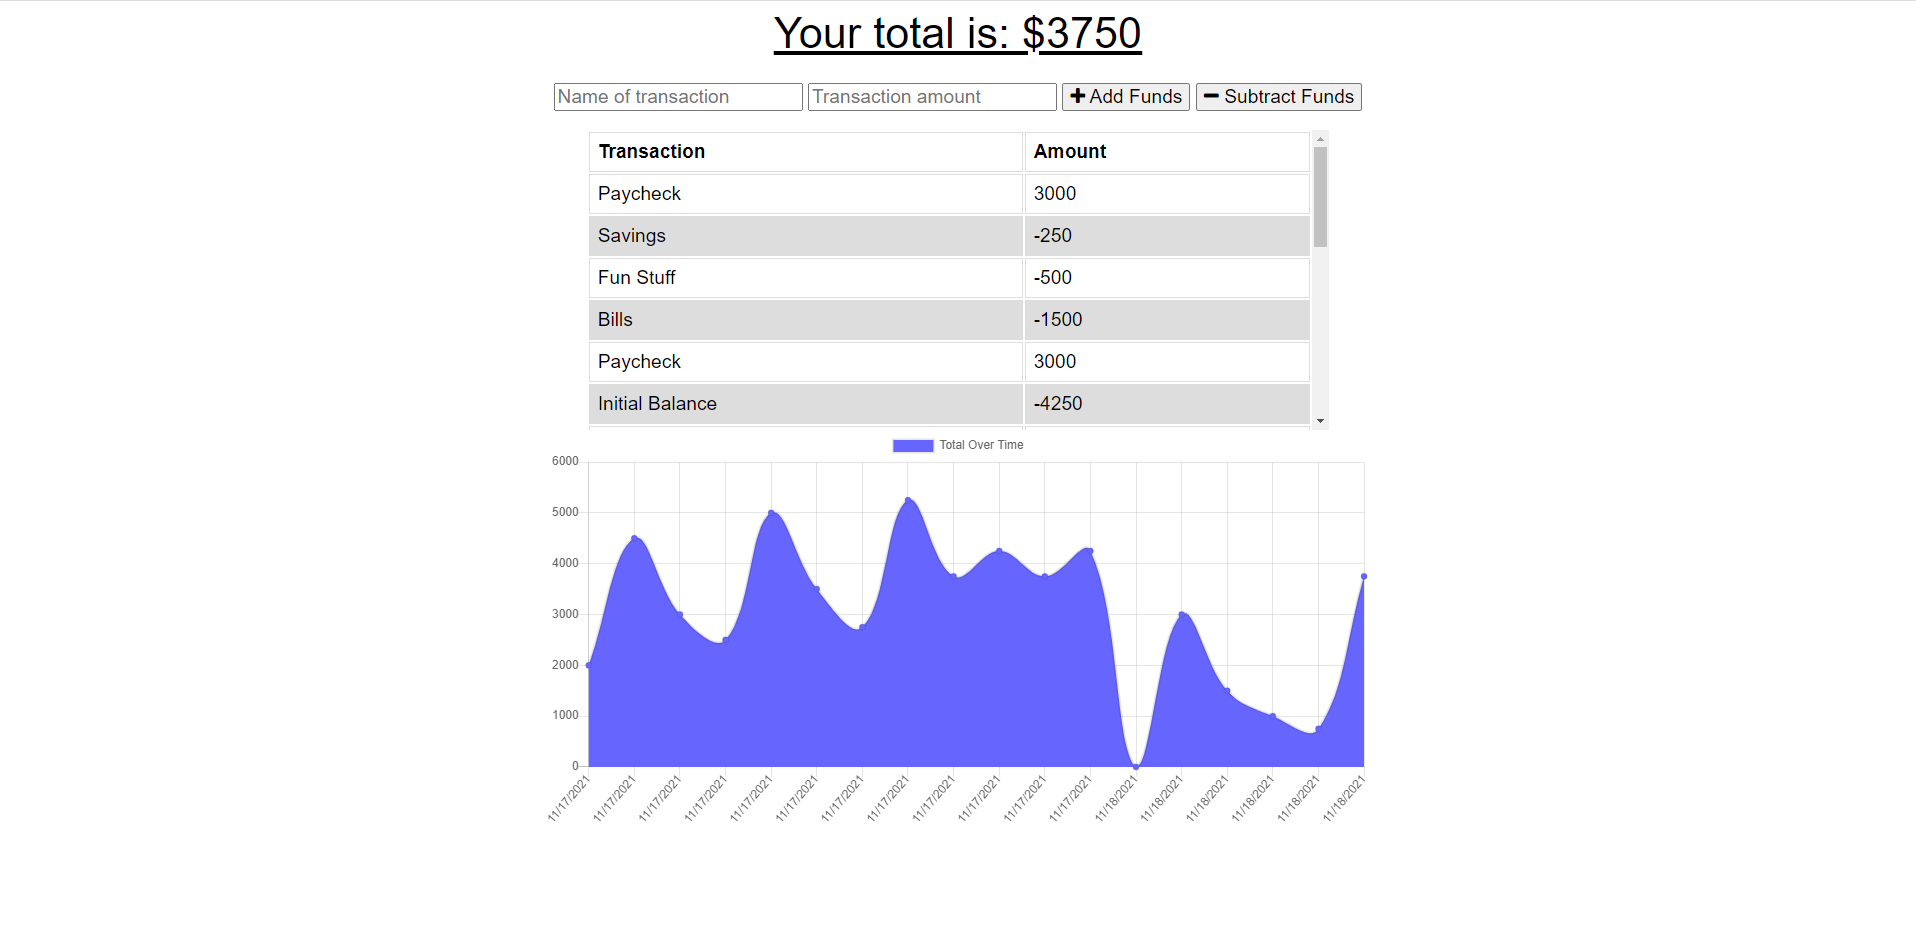 Your total is: $3750
Name of transaction Transaction amount + Add Funds − Subtract Funds
Transaction Amount
Paycheck 3000
Savings -250
Fun Stuff -500
Bills -1500
Paycheck 3000
Initial Balance -4250
Total Over Time
6000
5000
4000
3000
2000
1000
0
11/17/2021 11/17/2021 11/17/2021 11/17/2021 11/17/2021 11/17/2021 11/17/2021 11/17/2021 11/17/2021 11/17/2021 11/17/2021 11/17/2021 11/18/2021 11/18/2021 11/18/2021 11/18/2021 11/18/2021 11/18/2021